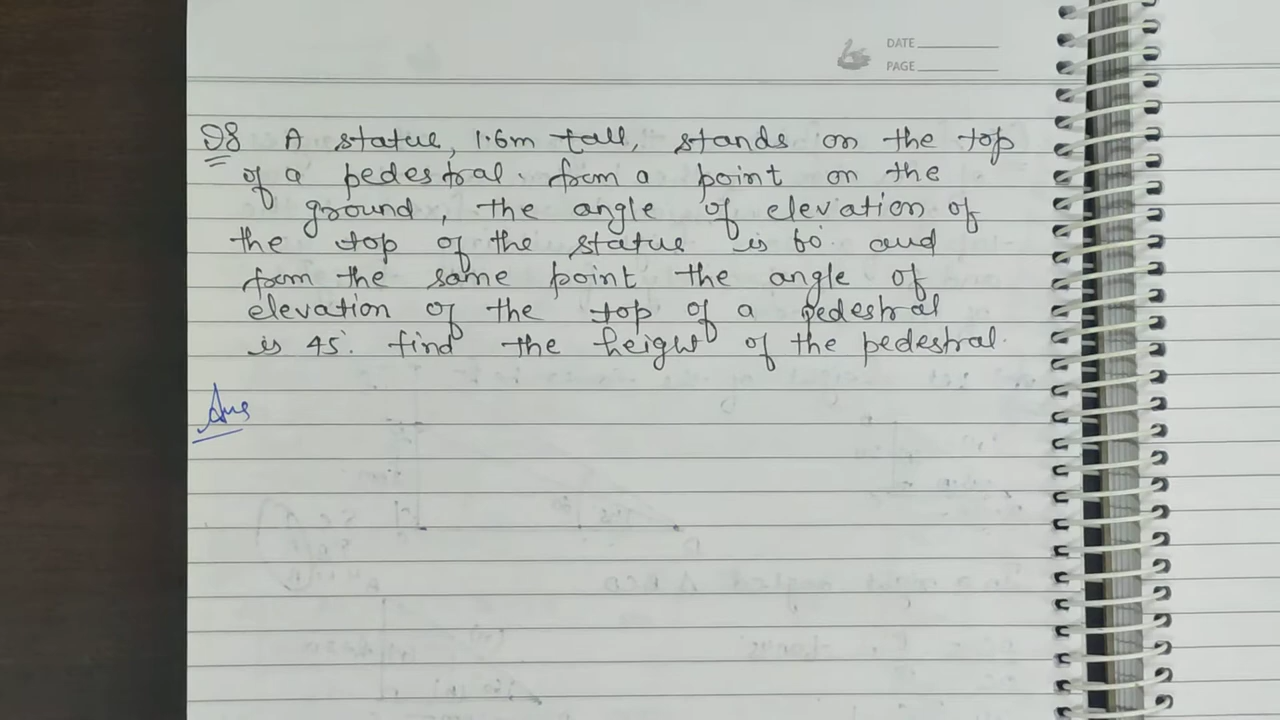 DATE
PAGE
Q8 A statue, 1.6m tall, stands on the top
of a pedestral. from a point on the
ground, the angle of elevation of
the top of the status is 60° and
from the same point the angle of
elevation of the top of a pedestral
is 45°. find the height of the pedestral.
Ans